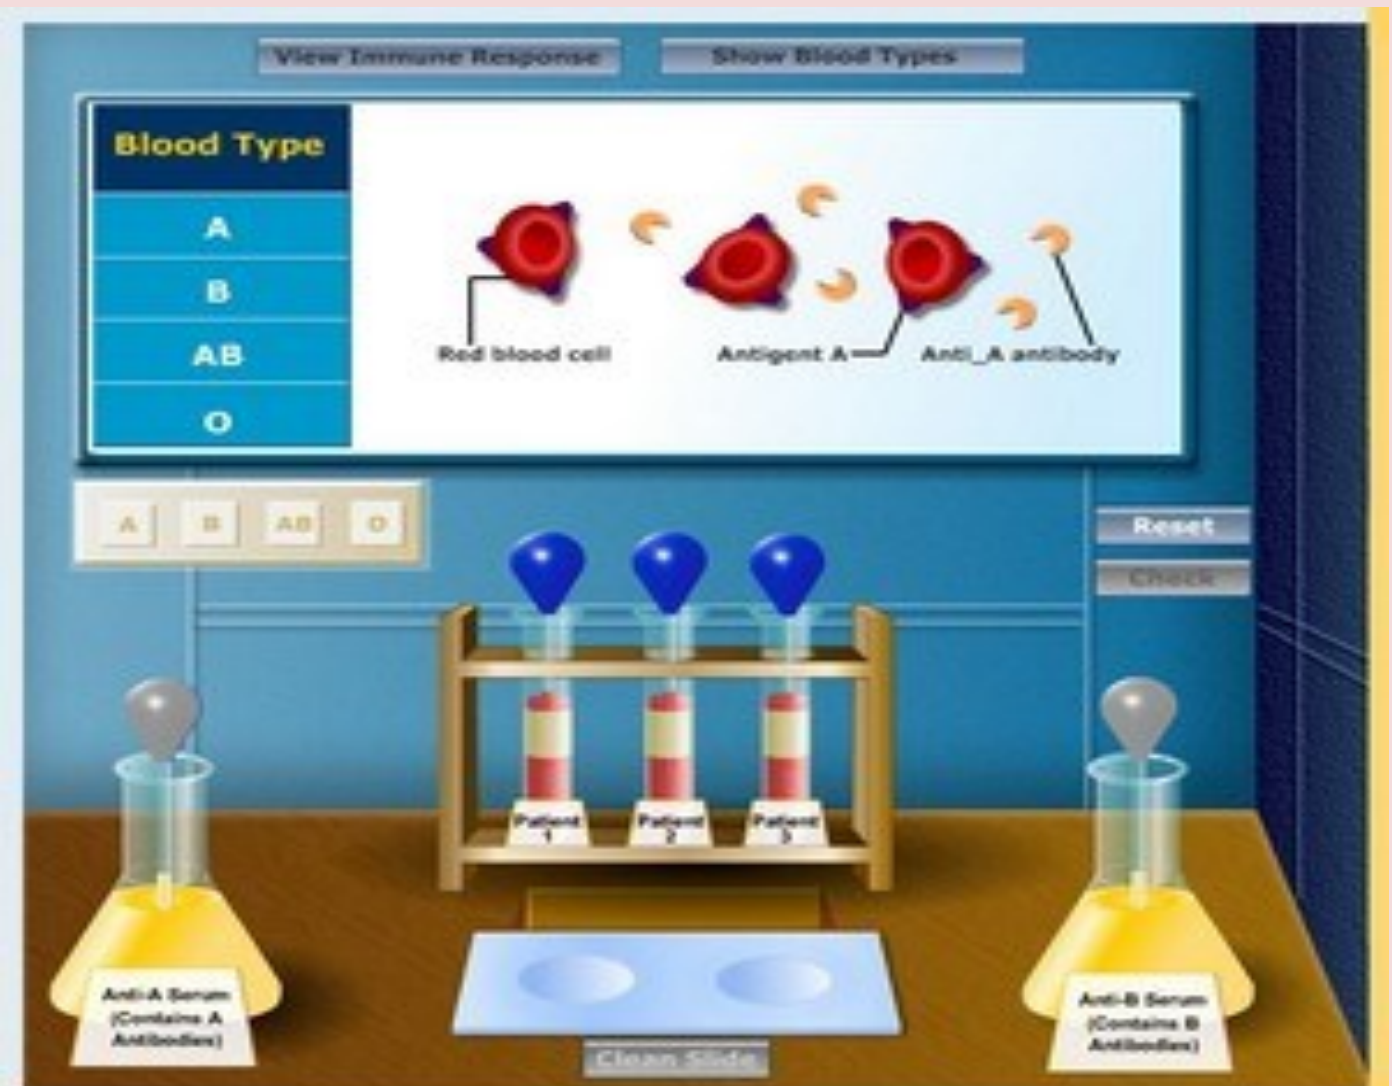 View Immune Response
Show Blood Types
Blood Type
A
B
AB
O
Red blood cell
Antigent A
Anti_A antibody
A B AB O
Reset
Check
Patient
1
Patient
2
Patient
3
Anti-A Serum
(Contains A
Antibodies)
Anti-B Serum
(Contains B
Antibodies)
Clean Slide